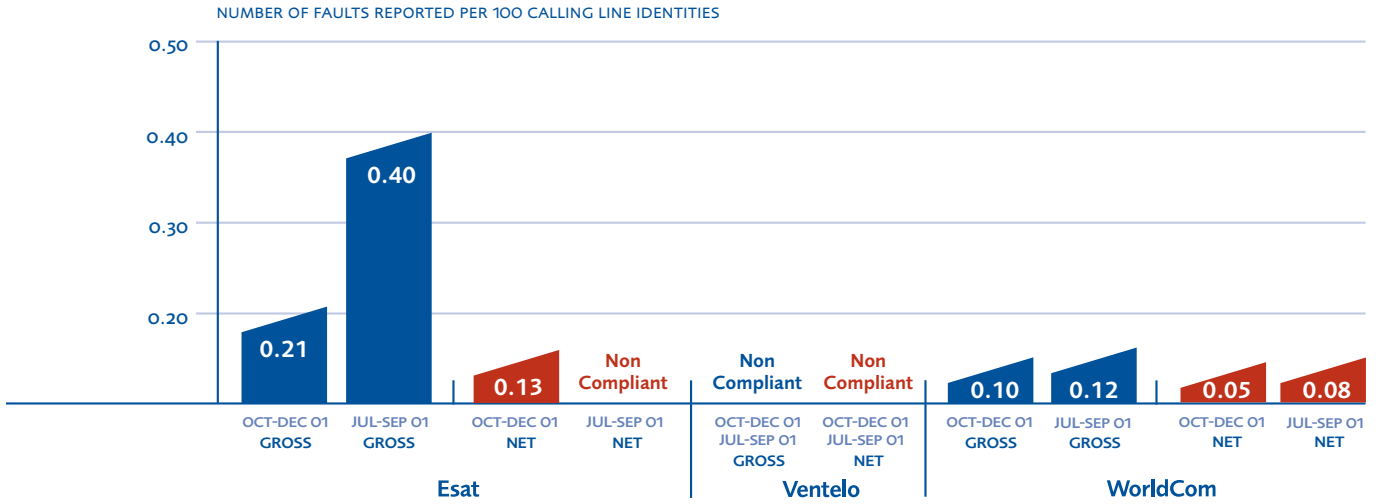 NUMBER OF FAULTS REPORTED PER 100 CALLING LINE IDENTITIES
0.50
0.40
0.30
0.20
0.21
0.40
0.13
Non
Compliant
Non
Compliant
Non
Compliant
0.10
0.12
0.05
0.08
OCT-DEC 01
GROSS
JUL-SEP 01
GROSS
OCT-DEC 01
NET
JUL-SEP 01
NET
OCT-DEC 01
JUL-SEP 01
GROSS
OCT-DEC 01
JUL-SEP 01
NET
OCT-DEC 01
GROSS
JUL-SEP 01
GROSS
OCT-DEC 01
NET
JUL-SEP 01
NET
Esat
Ventelo
WorldCom